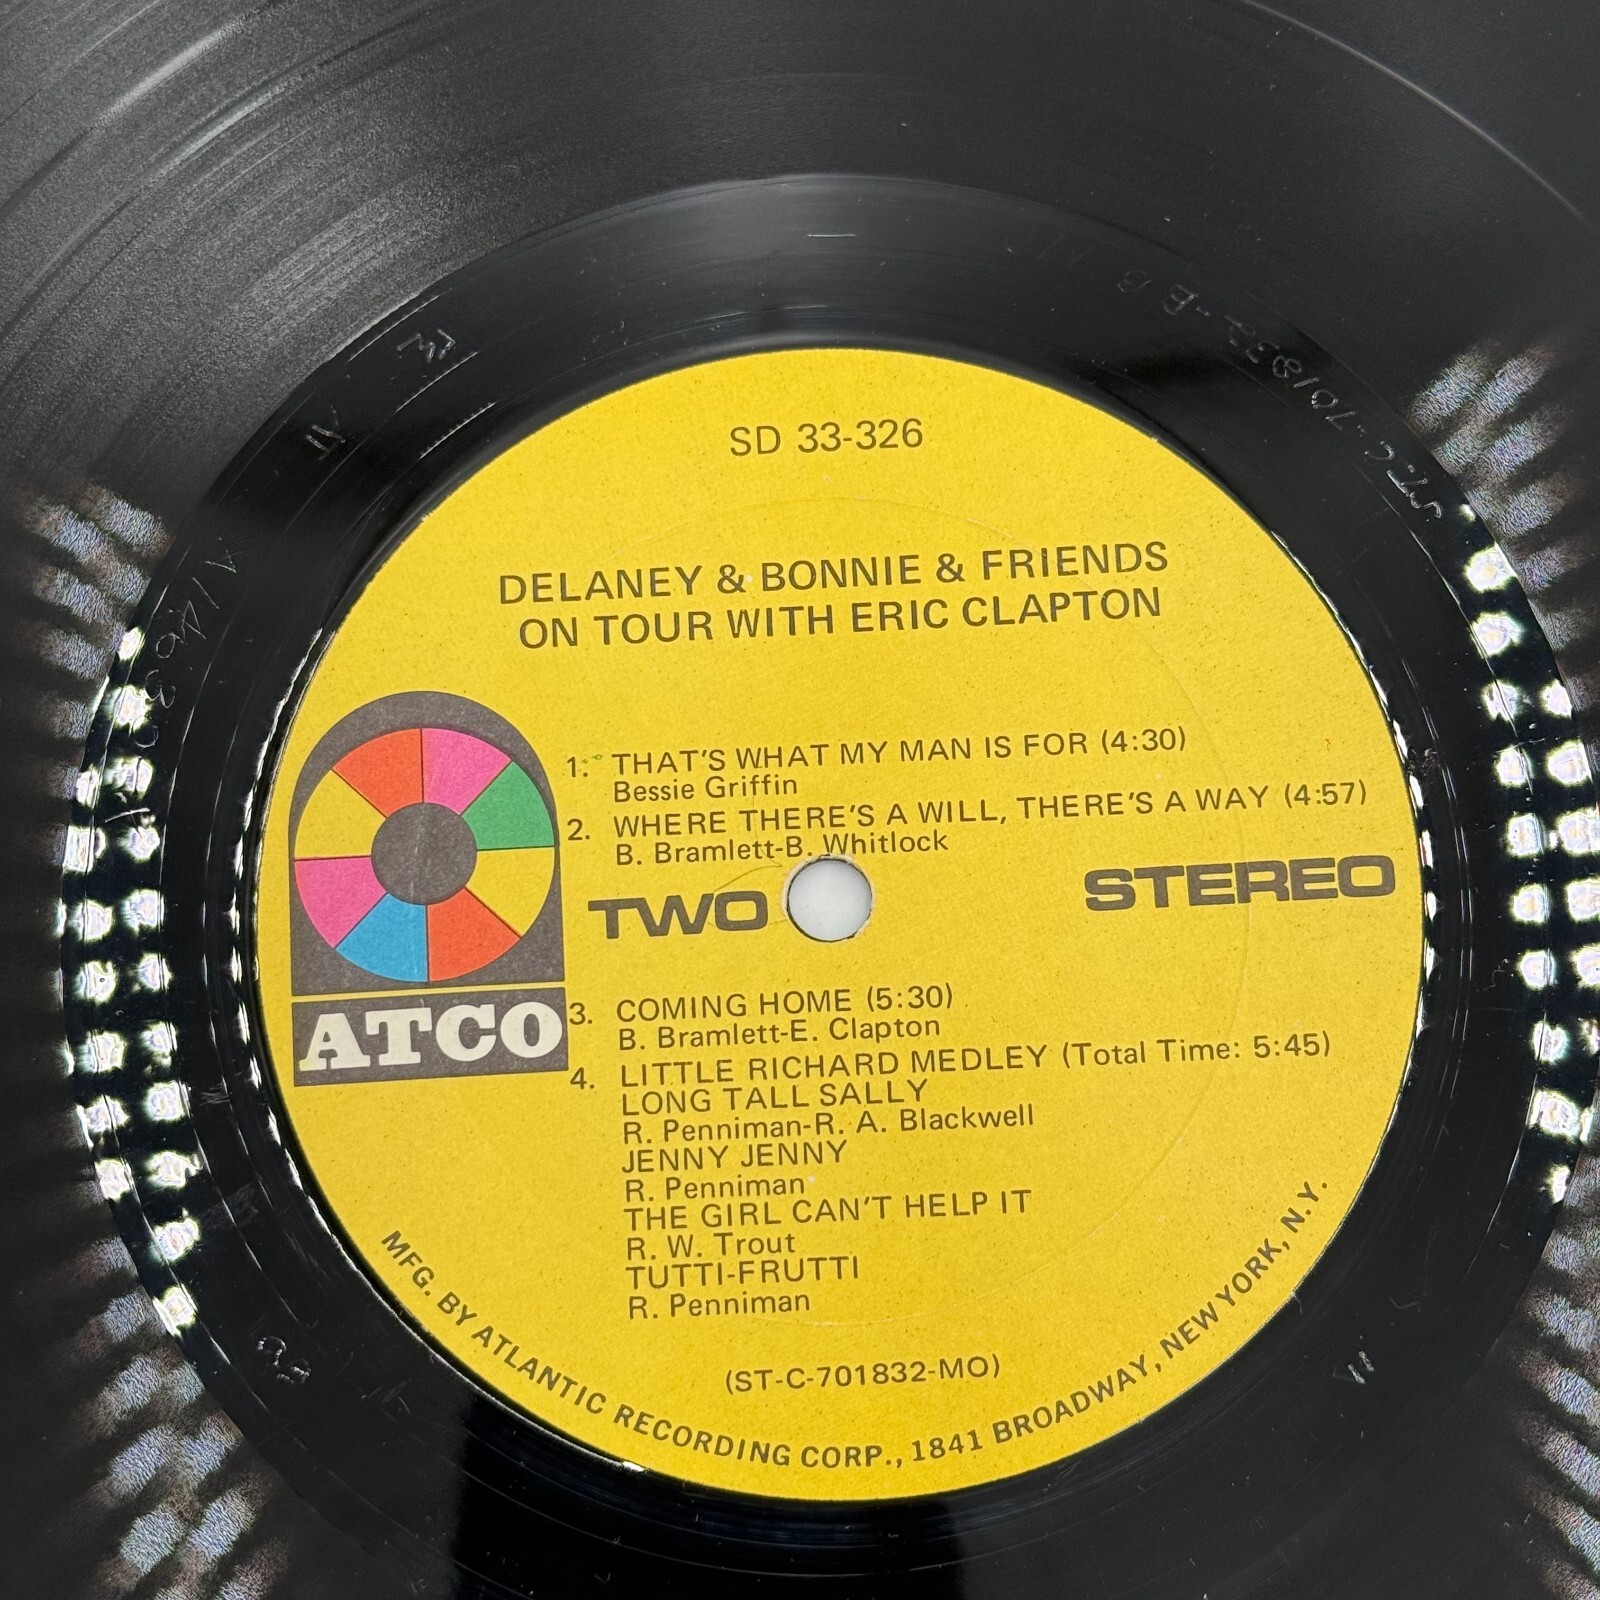 SD 33-326
DELANEY & BONNIE & FRIENDS
ON TOUR WITH ERIC CLAPTON
1. THAT'S WHAT MY MAN IS FOR (4:30)
Bessie Griffin
2. WHERE THERE'S A WILL, THERE'S A WAY (4:57)
B. Bramlett-B. Whitlock
TWO
STEREO
ATCO
3. COMING HOME (5:30)
B. Bramlett-E. Clapton
4. LITTLE RICHARD MEDLEY (Total Time: 5:45)
LONG TALL SALLY
R. Penniman-R. A. Blackwell
JENNY JENNY
R. Penniman
THE GIRL CAN'T HELP IT
R. W. Trout
TUTTI-FRUTTI
R. Penniman
(ST-C-701832-MO)
MFG. BY ATLANTIC RECORDING CORP., 1841 BROADWAY, NEW YORK, N.Y.